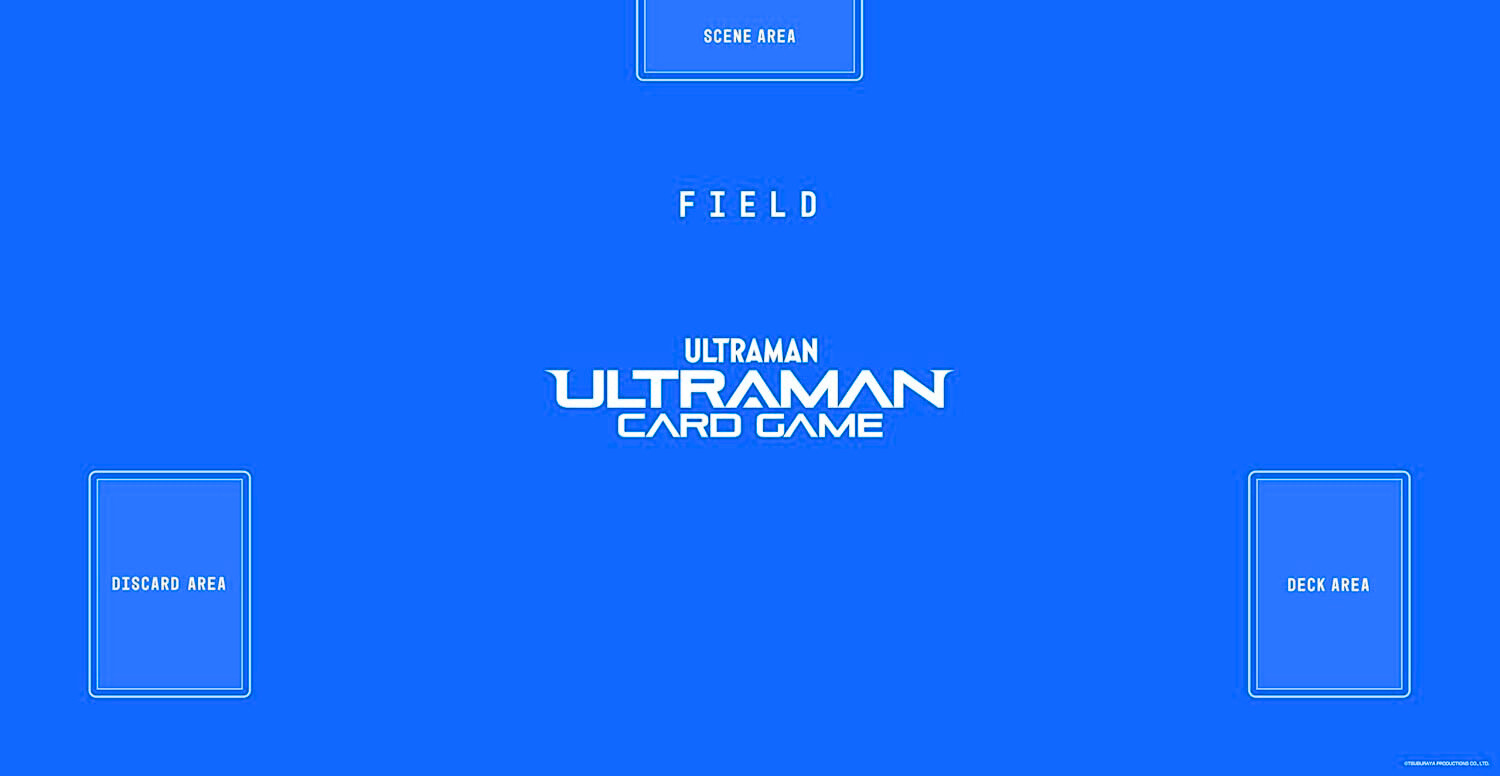 SCENE AREA
FIELD
ULTRAMAN
ULTRAMAN
CARD GAME
DISCARD AREA
DECK AREA
©TSUBURAYA PRODUCTIONS CO., LTD.